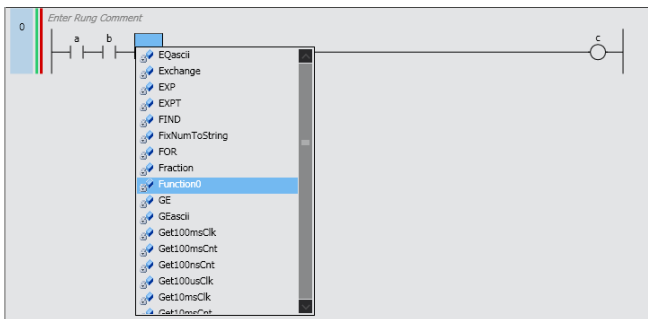 Enter Rung Comment
0
a b c
EQascii
Exchange
EXP
EXPT
FIND
FixNumToString
FOR
Fraction
Function0
GE
GEascii
Get100msClk
Get100msCnt
Get100nsCnt
Get100usClk
Get10msClk
Get10msCnt